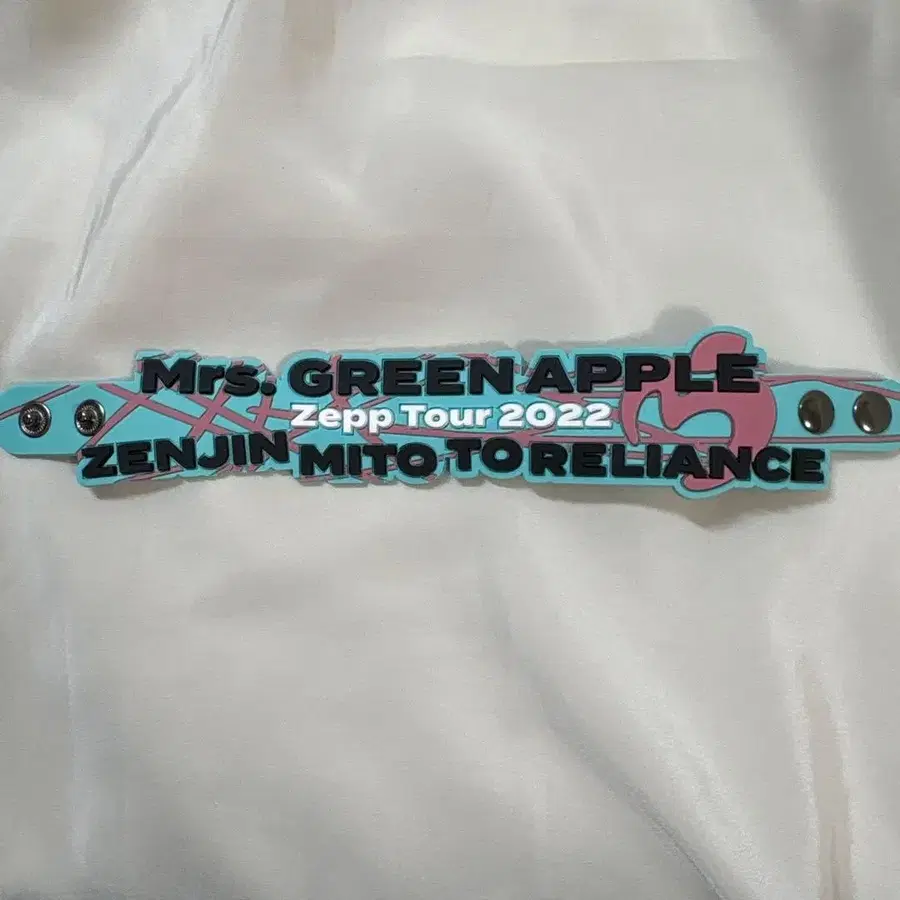 Mrs. GREEN APPLE
Zepp Tour 2022
ZENJIN MITO TO RELIANCE